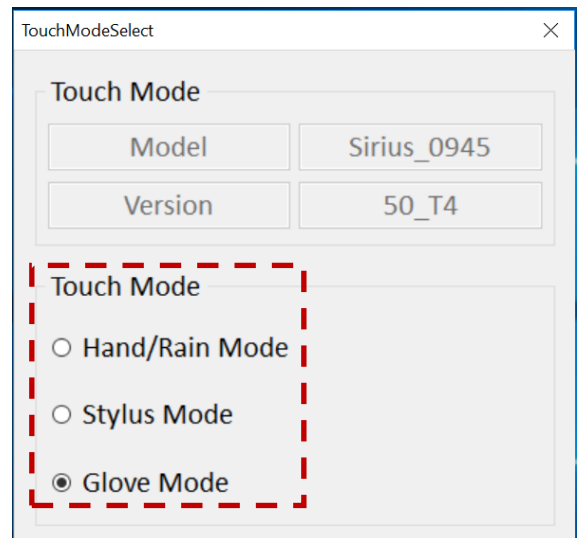 TouchModeSelect
Touch Mode
Model Sirius_0945
Version 50_T4
Touch Mode
Hand/Rain Mode
Stylus Mode
Glove Mode